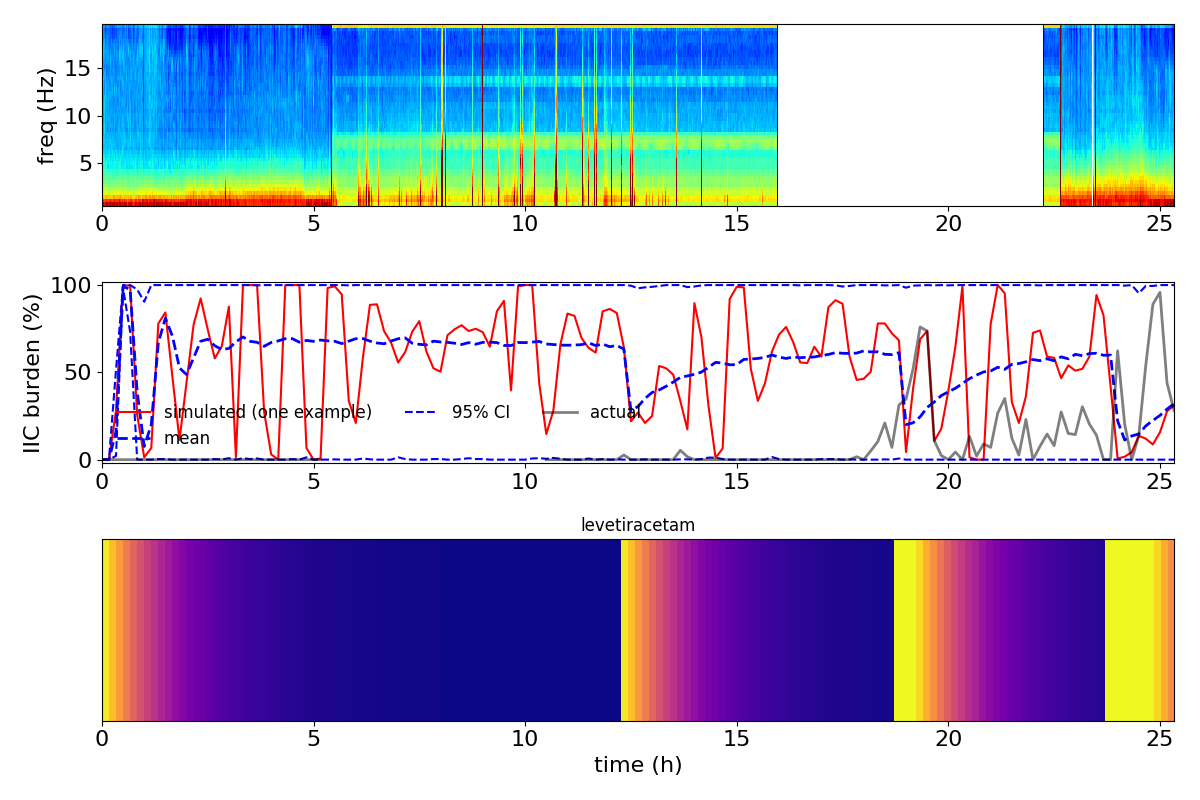 freq (Hz)
15
10
5
0 5 10 15 20 25
IIC burden (%)
100
50
0
simulated (one example) 95% CI actual
mean
0 5 10 15 20 25
levetiracetam
0 5 10 15 20 25
time (h)